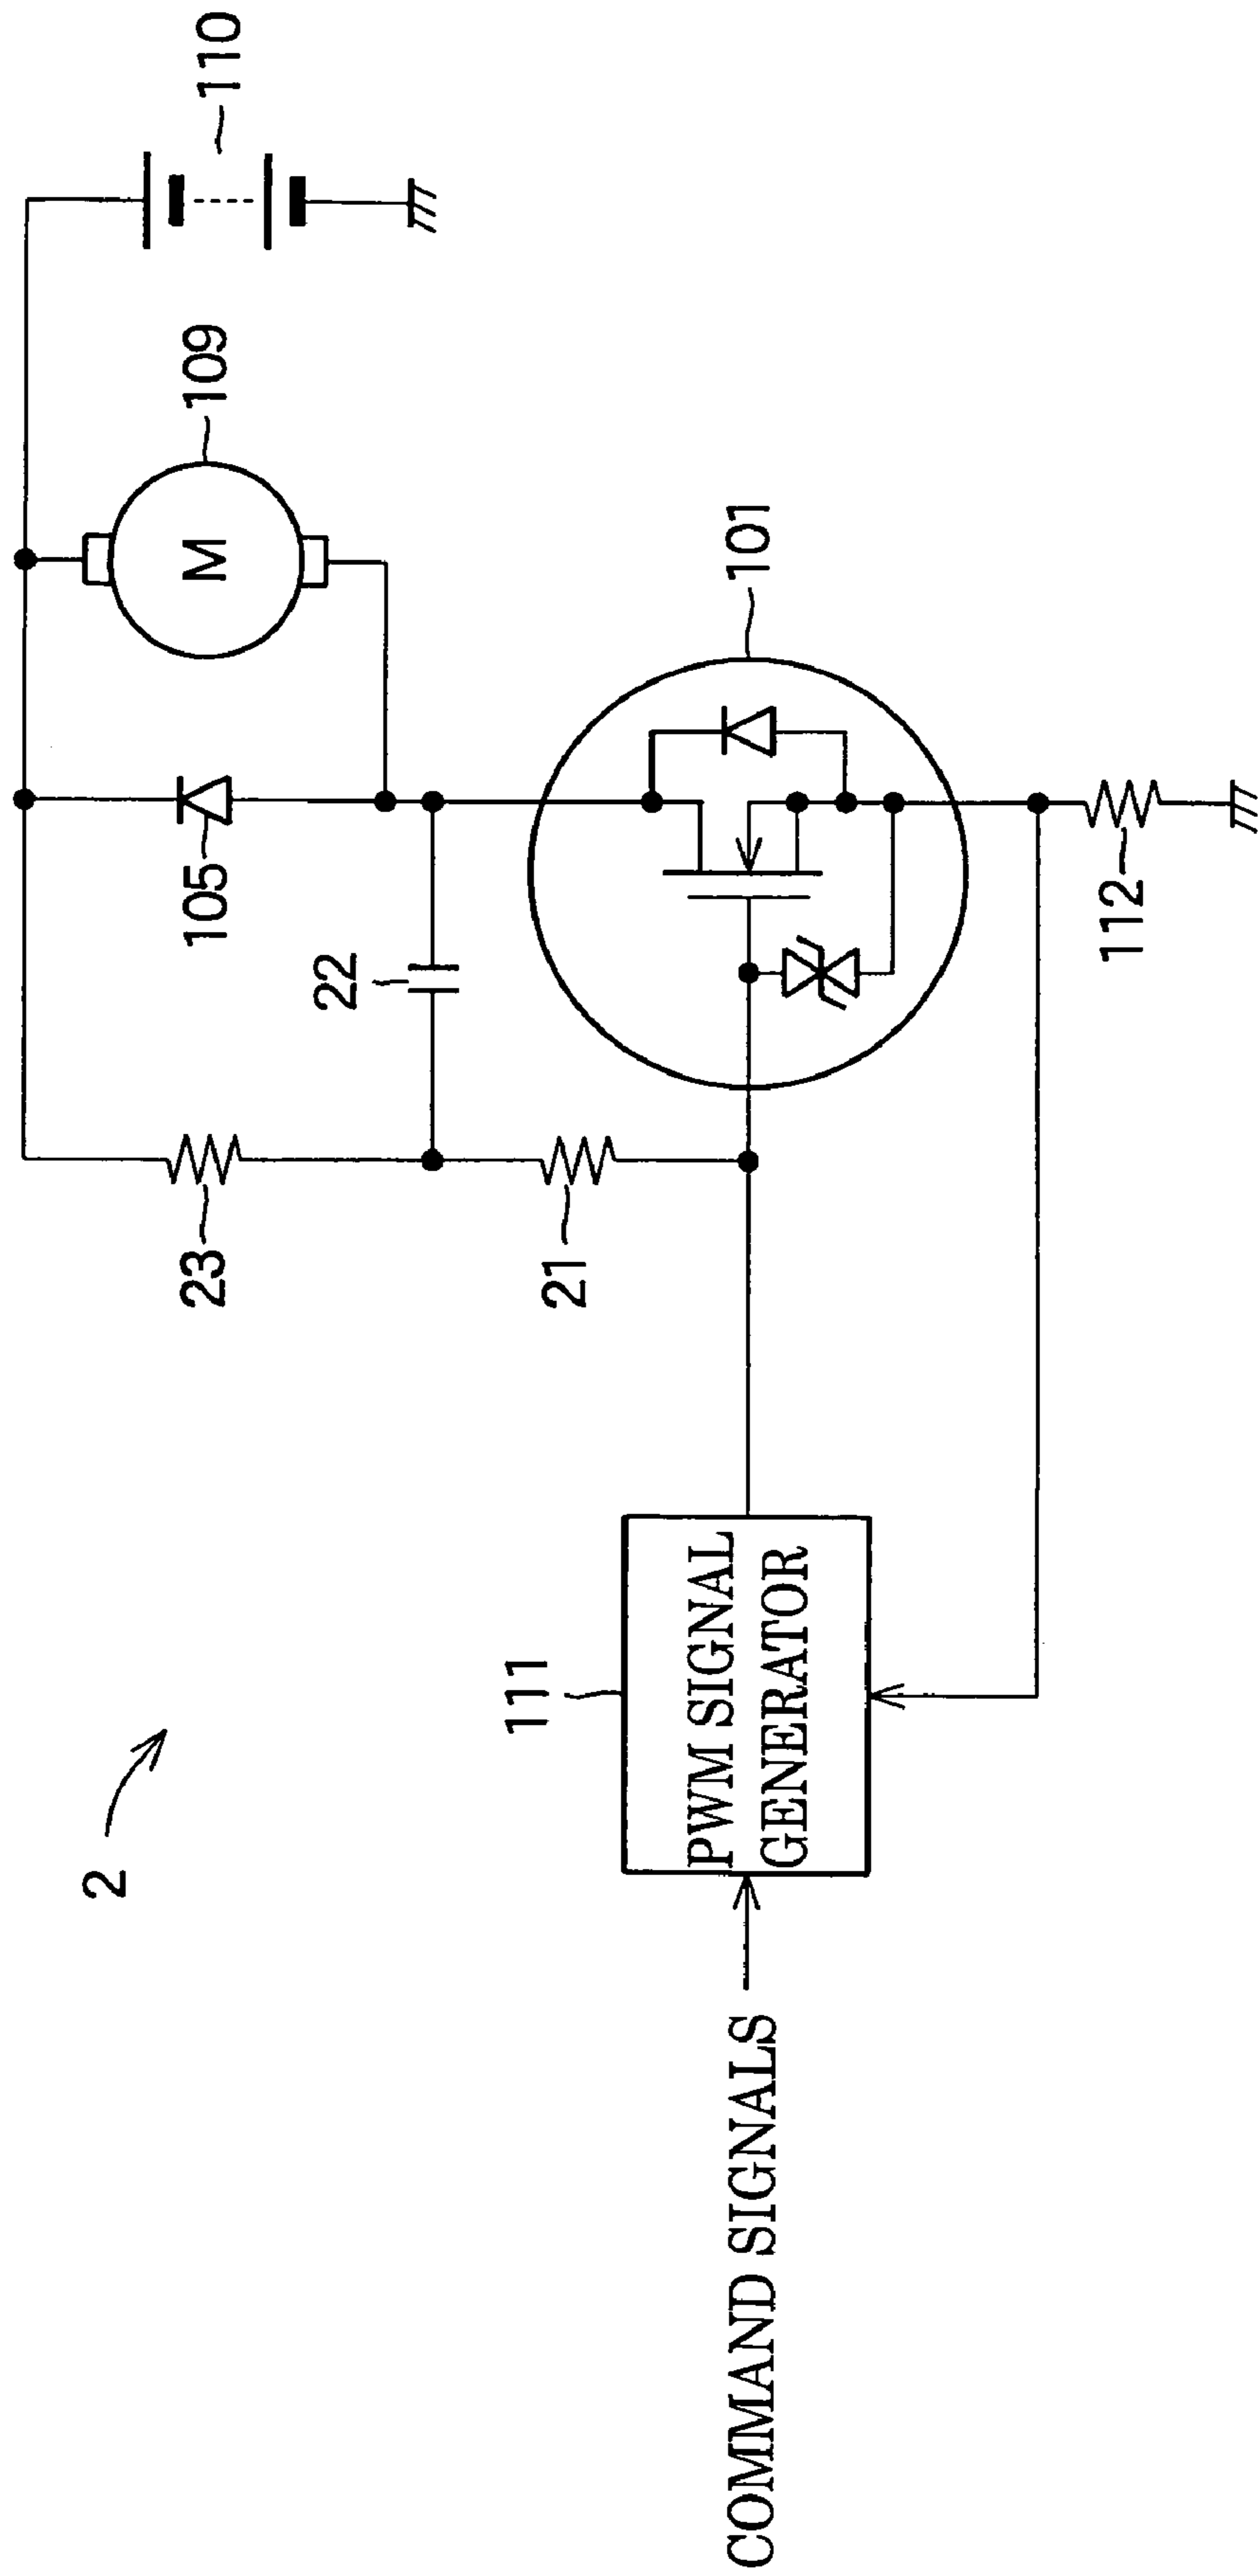 2
110
109
M
105
22
23
21
101
112
111
PWM SIGNAL
GENERATOR
COMMAND SIGNALS